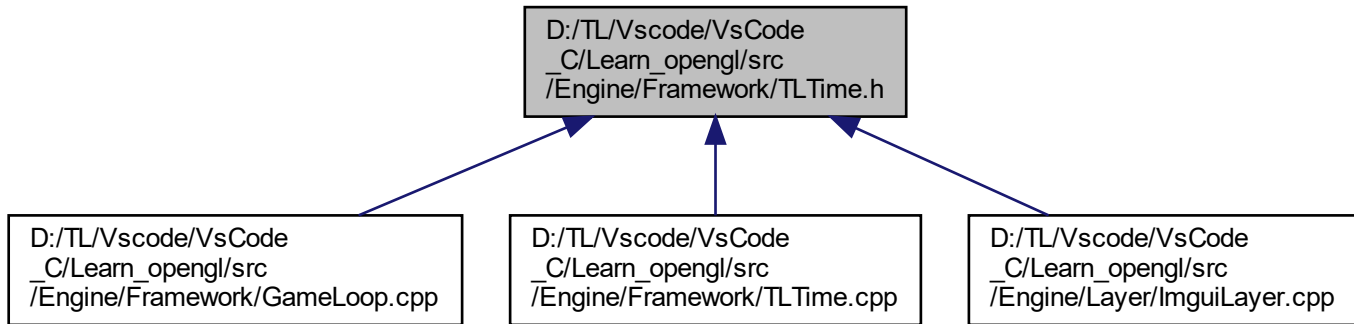 D:/TL/Vscode/VsCode
_C/Learn_opengl/src
/Engine/Framework/TLTime.h
D:/TL/Vscode/VsCode
_C/Learn_opengl/src
/Engine/Framework/GameLoop.cpp
D:/TL/Vscode/VsCode
_C/Learn_opengl/src
/Engine/Framework/TLTime.cpp
D:/TL/Vscode/VsCode
_C/Learn_opengl/src
/Engine/Layer/ImguiLayer.cpp